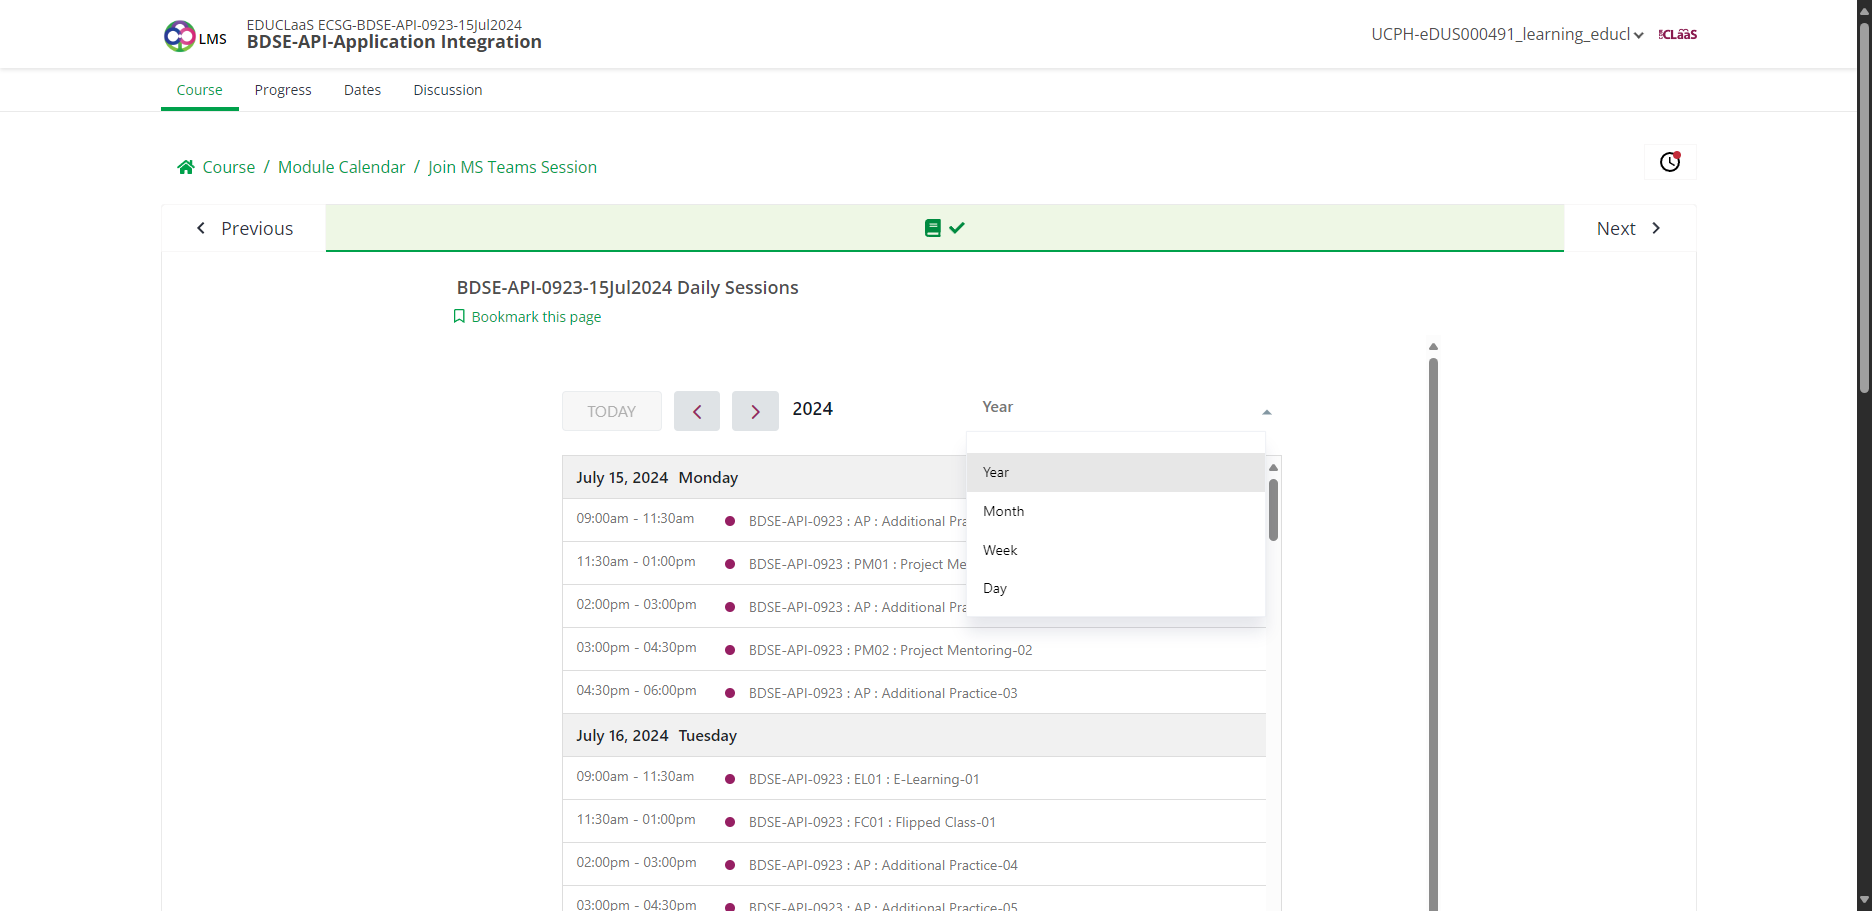 LMS
EDUCLaaS ECSG-BDSE-API-0923-15Jul2024
BDSE-API-Application Integration
UCPH-eDUS000491_learning_educl
CLaaS
Course
Progress
Dates
Discussion
Course / Module Calendar / Join MS Teams Session
Previous
Next
BDSE-API-0923-15Jul2024 Daily Sessions
Bookmark this page
TODAY
2024
Year
Year
Month
Week
Day
July 15, 2024 Monday
09:00am - 11:30am BDSE-API-0923 : AP : Additional Pra
11:30am - 01:00pm BDSE-API-0923 : PM01 : Project Me
02:00pm - 03:00pm BDSE-API-0923 : AP : Additional Pra
03:00pm - 04:30pm BDSE-API-0923 : PM02 : Project Mentoring-02
04:30pm - 06:00pm BDSE-API-0923 : AP : Additional Practice-03
July 16, 2024 Tuesday
09:00am - 11:30am BDSE-API-0923 : EL01 : E-Learning-01
11:30am - 01:00pm BDSE-API-0923 : FC01 : Flipped Class-01
02:00pm - 03:00pm BDSE-API-0923 : AP : Additional Practice-04
03:00pm - 04:30pm BDSE-API-0923 : AP : Additional Practice-05